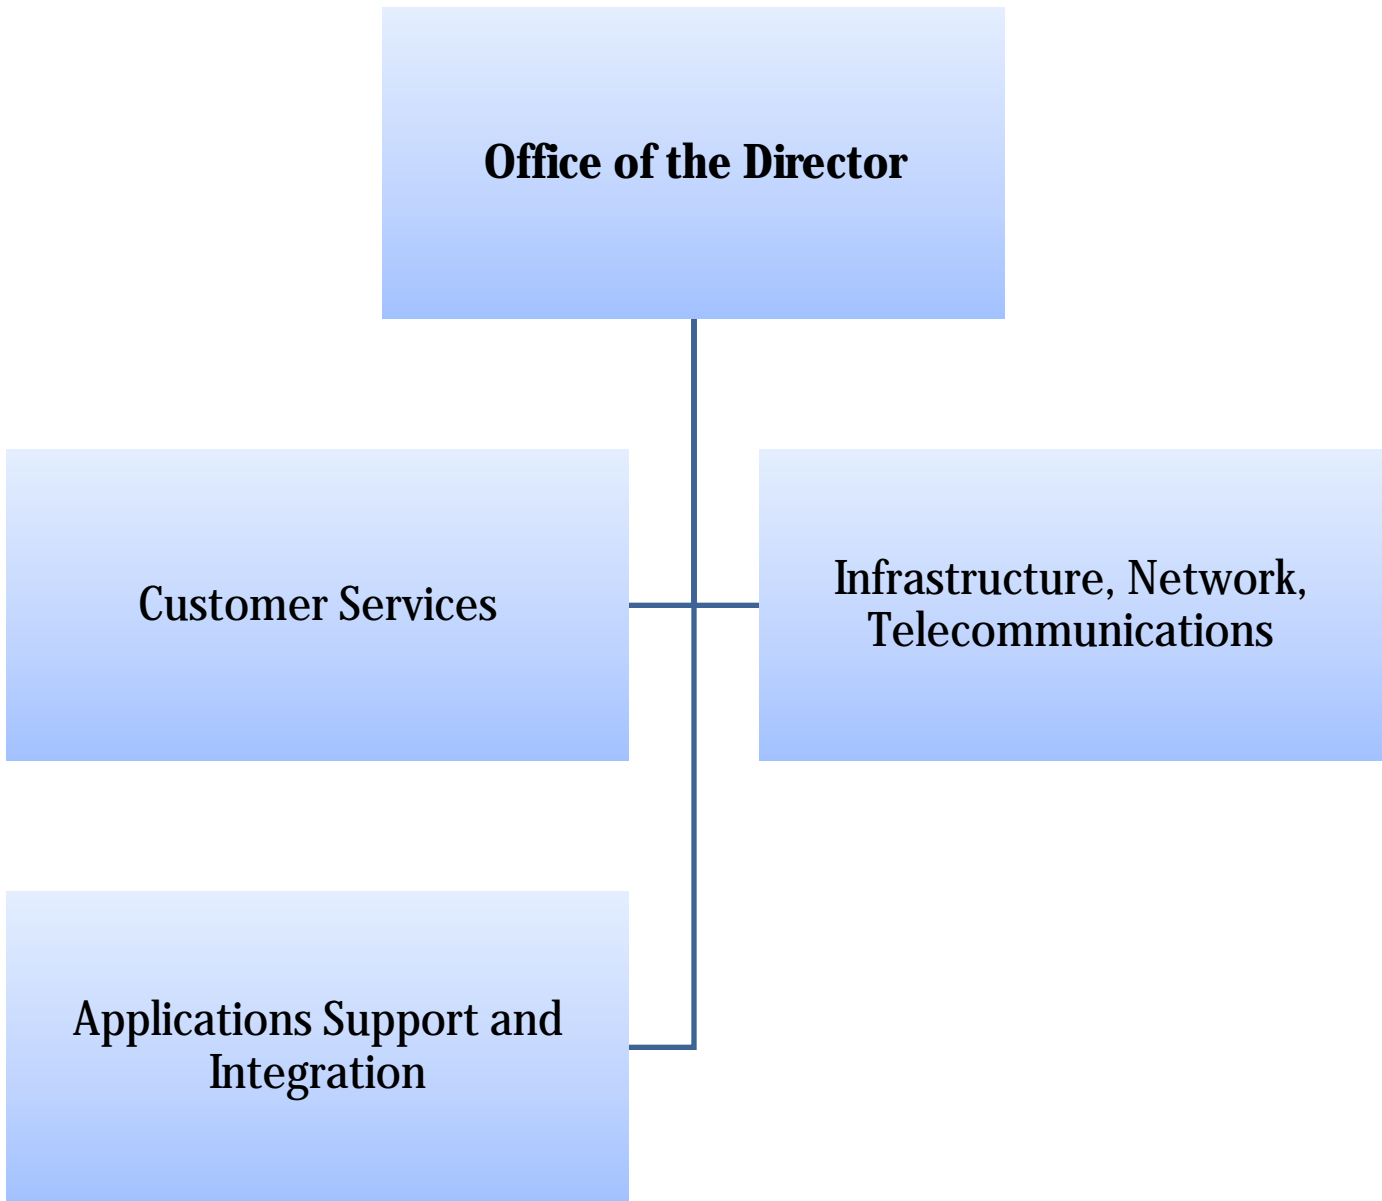 Office of the Director
Customer Services
Infrastructure, Network,
Telecommunications
Applications Support and
Integration